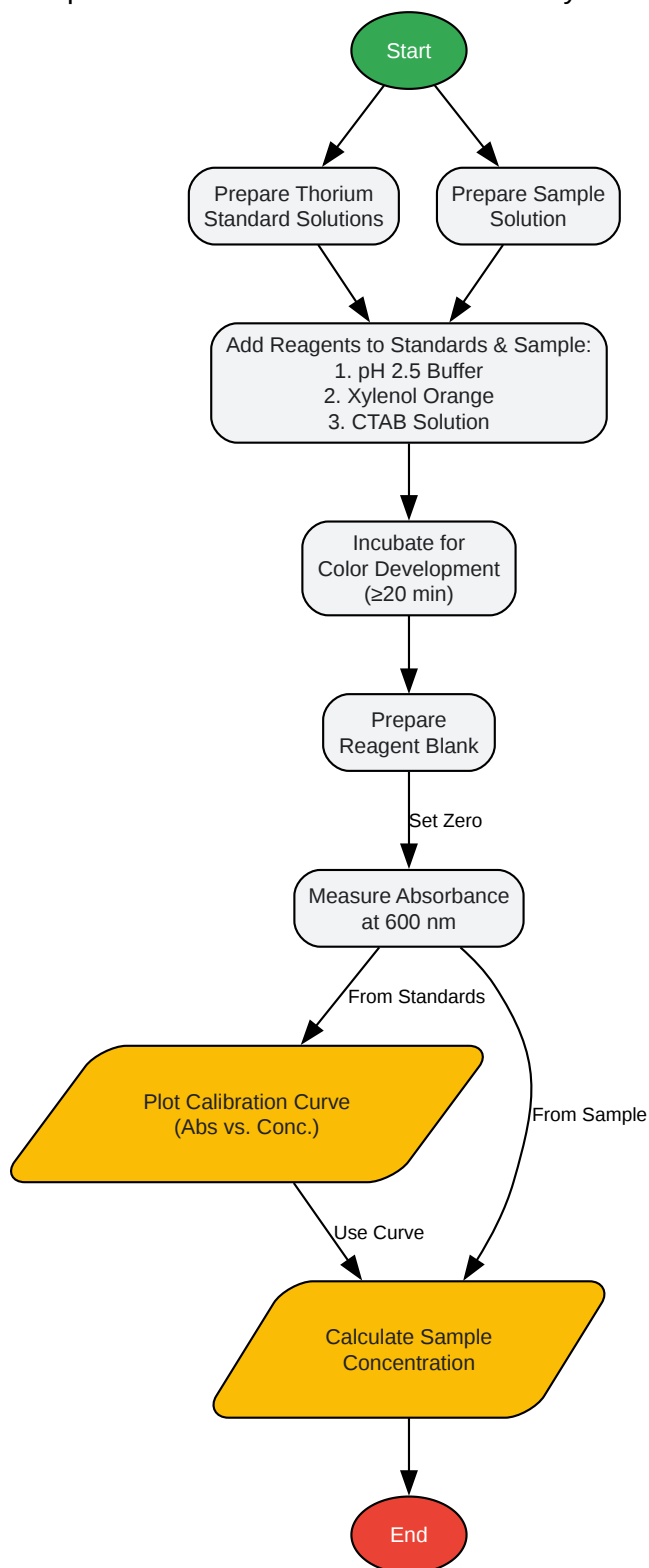 Start
Prepare Thorium
Standard Solutions
Prepare Sample
Solution
Add Reagents to Standards & Sample:
1. pH 2.5 Buffer
2. Xylenol Orange
3. CTAB Solution
Incubate for
Color Development
(≥20 min)
Prepare
Reagent Blank
Set Zero
Measure Absorbance
at 600 nm
From Standards
Plot Calibration Curve
(Abs vs. Conc.)
From Sample
Use Curve
Calculate Sample
Concentration
End